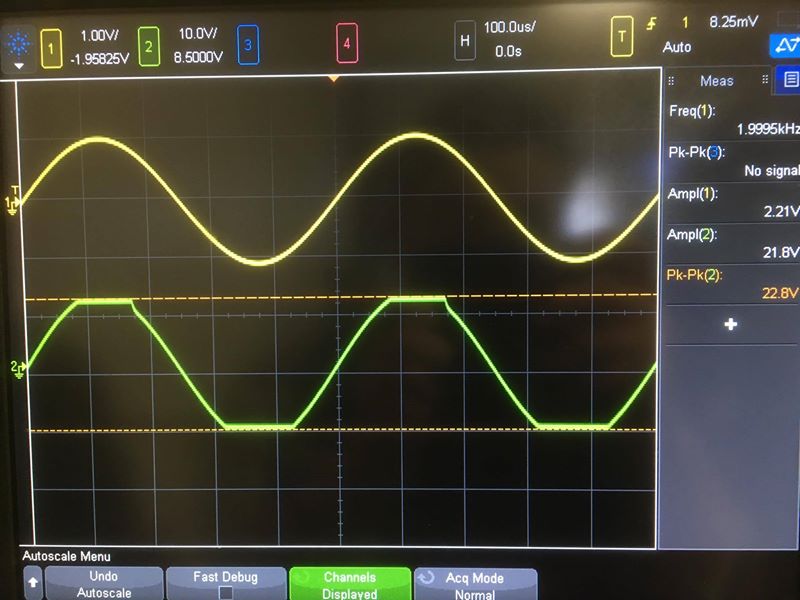 1 1.00V/ 2 10.0V/ 3 4 H 100.0us/ T 1 8.25mV
-1.95825V 8.5000V 0.0s Auto
Meas
Freq(1):
1.9995kHz
Pk-Pk(3):
No signal
Ampl(1):
2.21V
Ampl(2):
21.8V
Pk-Pk(2):
22.8V
+
T
1
2
Autoscale Menu
Undo
Autoscale
Fast Debug
Channels
Displayed
Acq Mode
Normal